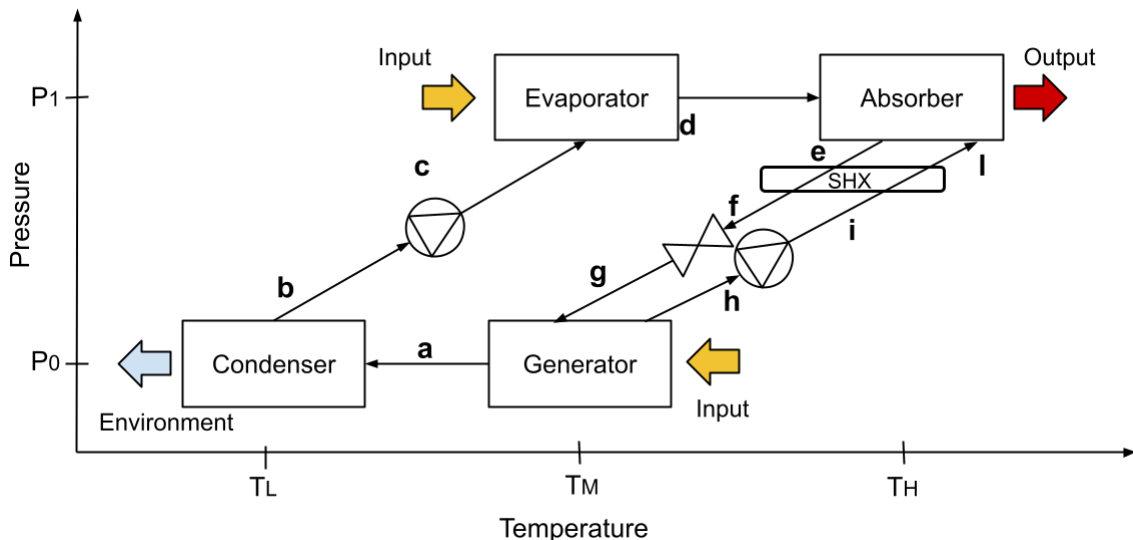 Input
Output
P1
Evaporator
Absorber
d
e
c
SHX
l
Pressure
f
i
b
g
h
P0
Condenser
a
Generator
Environment
Input
TL
TM
TH
Temperature